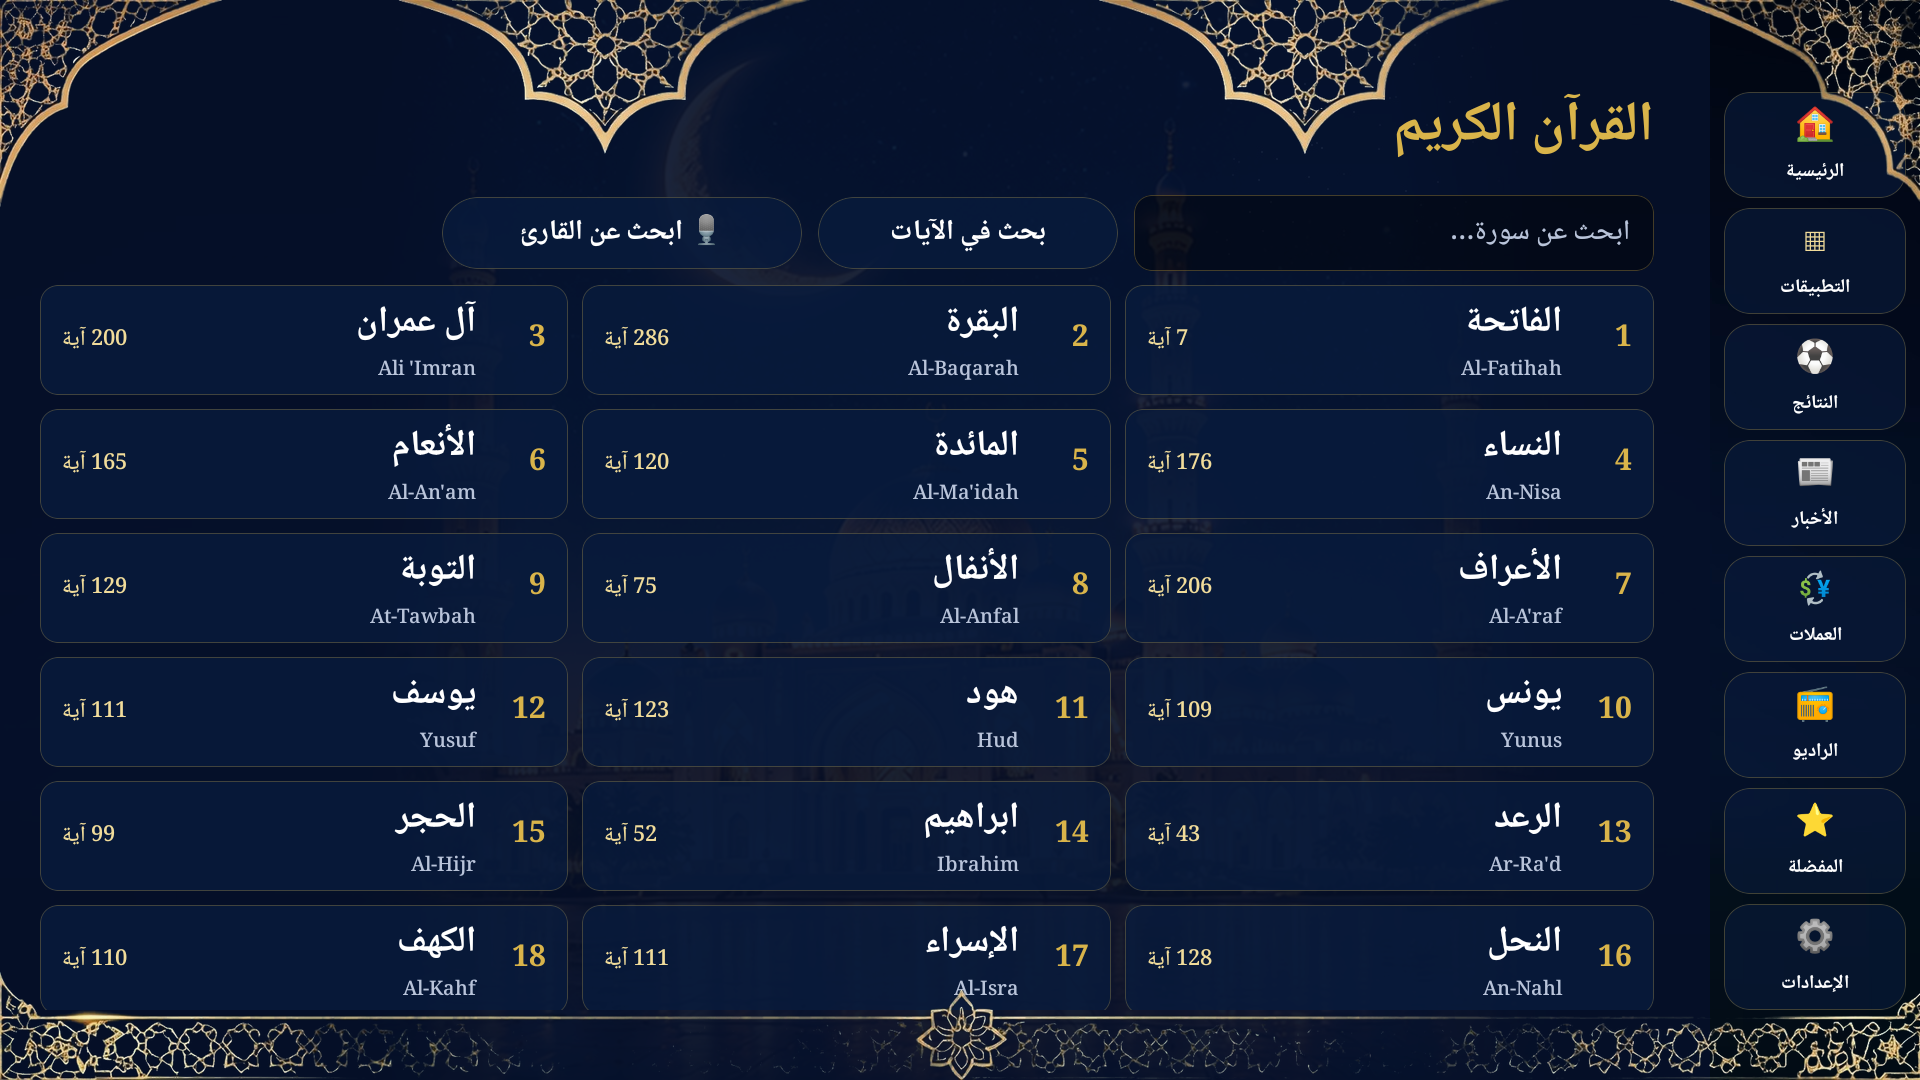 القرآن الكريم
ابحث عن سورة...
بحث في الآيات
ابحث عن القارئ
1
الفاتحة
Al-Fatihah
7 آية
2
البقرة
Al-Baqarah
286 آية
3
آل عمران
Ali 'Imran
200 آية
4
النساء
An-Nisa
176 آية
5
المائدة
Al-Ma'idah
120 آية
6
الأنعام
Al-An'am
165 آية
7
الأعراف
Al-A'raf
206 آية
8
الأنفال
Al-Anfal
75 آية
9
التوبة
At-Tawbah
129 آية
10
يونس
Yunus
109 آية
11
هود
Hud
123 آية
12
يوسف
Yusuf
111 آية
13
الرعد
Ar-Ra'd
43 آية
14
ابراهيم
Ibrahim
52 آية
15
الحجر
Al-Hijr
99 آية
16
النحل
An-Nahl
128 آية
17
الإسراء
Al-Isra
111 آية
18
الكهف
Al-Kahf
110 آية
الرئيسية
التطبيقات
النتائج
الأخبار
العملات
الراديو
المفضلة
الإعدادات